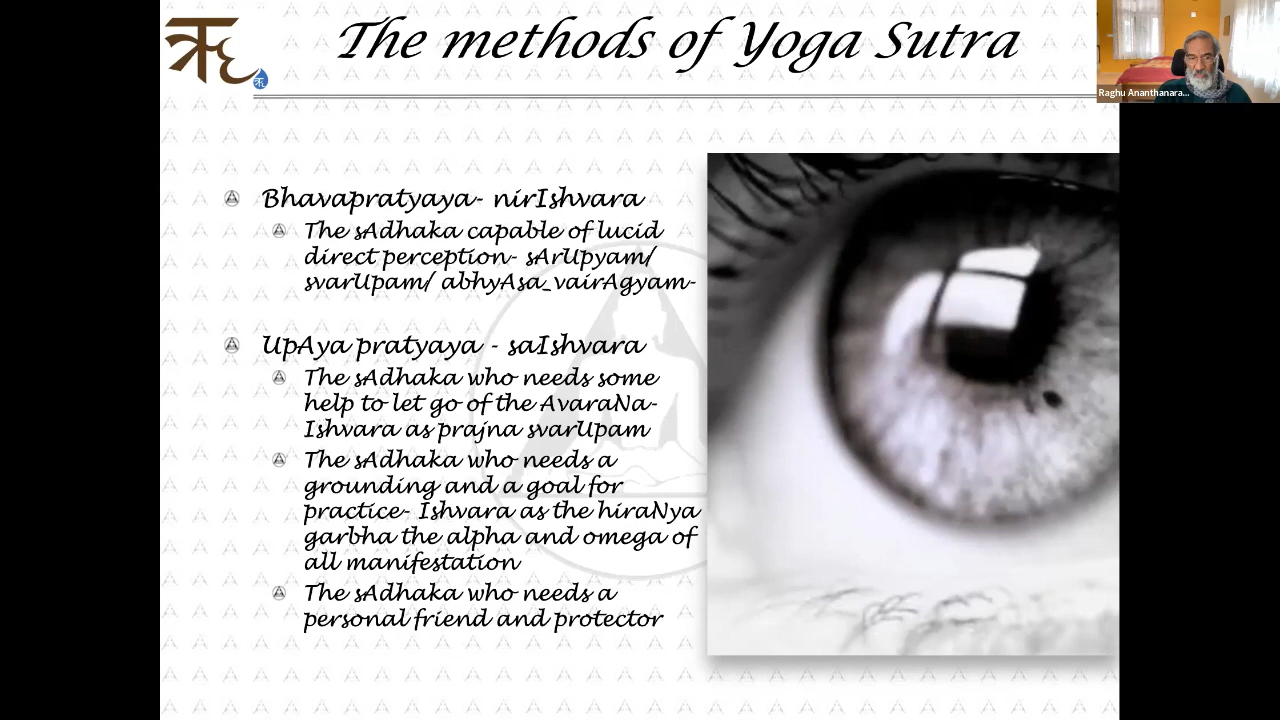 The methods of Yoga Sutra
Raghu Ananthanara...
Bhavapratyaya- nirIshvara
The sAdhaka capable of lucid
direct perception- sArUpyam/
svarUpam/ abhyAsa_vairAgyam-
UpAya pratyaya - saIshvara
The sAdhaka who needs some
help to let go of the AvaraNa-
Ishvara as prajna svarUpam
The sAdhaka who needs a
grounding and a goal for
practice- Ishvara as the hiraNya
garbha the alpha and omega of
all manifestation
The sAdhaka who needs a
personal friend and protector